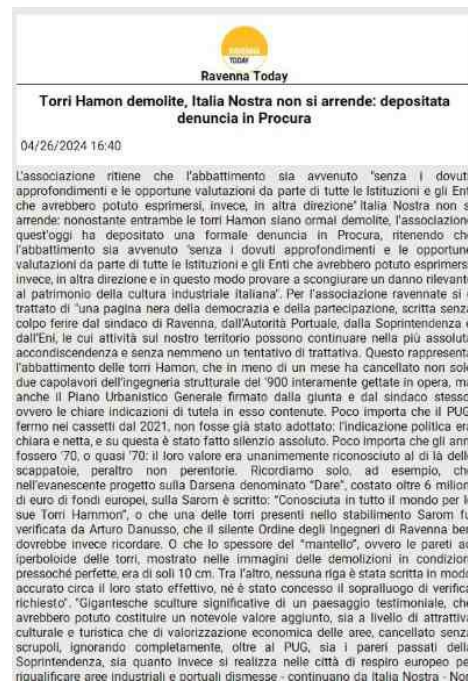 RAVENNA
TODAY
Ravenna Today
Torri Hamon demolite, Italia Nostra non si arrende: depositata
denuncia in Procura
04/26/2024 16:40
L'associazione ritiene che l'abbattimento sia avvenuto "senza i dovuti
approfondimenti e le opportune valutazioni da parte di tutte le Istituzioni e gli Enti
che avrebbero potuto esprimersi, invece, in altra direzione" Italia Nostra non s
arrende: nonostante entrambe le torri Hamon siano ormai demolite, l'associazione
quest'oggi ha depositato una formale denuncia in Procura, ritenendo che
l'abbattimento sia avvenuto "senza i dovuti approfondimenti e le opportune
valutazioni da parte di tutte le Istituzioni e gli Enti che avrebbero potuto esprimersi
invece, in altra direzione e in questo modo provare a scongiurare un danno rilevante
al patrimonio della cultura industriale italiana". Per l'associazione ravennate si è
trattato di "una pagina nera della democrazia e della partecipazione, scritta senza
colpo ferire dal sindaco di Ravenna, dall'Autorità Portuale, dalla Soprintendenza e
dall'Eni, le cui attività sul nostro territorio possono continuare nella più assoluta
accondiscendenza e senza nemmeno un tentativo di trattativa. Questo rappresenta
l'abbattimento delle torri Hamon, che in meno di un mese ha cancellato non solo
due capolavori dell'ingegneria strutturale del '900 interamente gettate in opera, ma
anche il Piano Urbanistico Generale firmato dalla giunta e dal sindaco stesso
ovvero le chiare indicazioni di tutela in esso contenute. Poco importa che il PUG
fermo nei cassetti dal 2021, non fosse già stato adottato: l'indicazione politica era
chiara e netta, e su questa è stato fatto silenzio assoluto. Poco importa che gli anni
fossero '70, o quasi '70: il loro valore era unanimemente riconosciuto al di là delle
scappatoie, peraltro non perentorie. Ricordiamo solo, ad esempio, che
nell'evanescente progetto sulla Darsena denominato "Dare", costato oltre 6 milioni
di euro di fondi europei, sulla Sarom è scritto: "Conosciuta in tutto il mondo per le
sue Torri Hammon", o che una delle torri presenti nello stabilimento Sarom fu
verificata da Arturo Danusso, che il silente Ordine degli Ingegneri di Ravenna ben
dovrebbe invece ricordare. O che lo spessore del "mantello", ovvero le pareti ad
iperboloide delle torri, mostrato nelle immagini delle demolizioni in condizioni
pressoché perfette, era di soli 10 cm. Tra l'altro, nessuna riga è stata scritta in modo
accurato circa il loro stato effettivo, né è stato concesso il sopralluogo di verifica
richiesto". "Gigantesche sculture significative di un paesaggio testimoniale, che
avrebbero potuto costituire un notevole valore aggiunto, sia a livello di attrattiva
culturale e turistica che di valorizzazione economica delle aree, cancellato senza
scrupoli, ignorando completamente, oltre al PUG, sia i pareri passati della
Soprintendenza, sia quanto invece si realizza nelle città di respiro europeo per
riqualificare aree industriali e portuali dismesse - continuano da Italia Nostra - Non